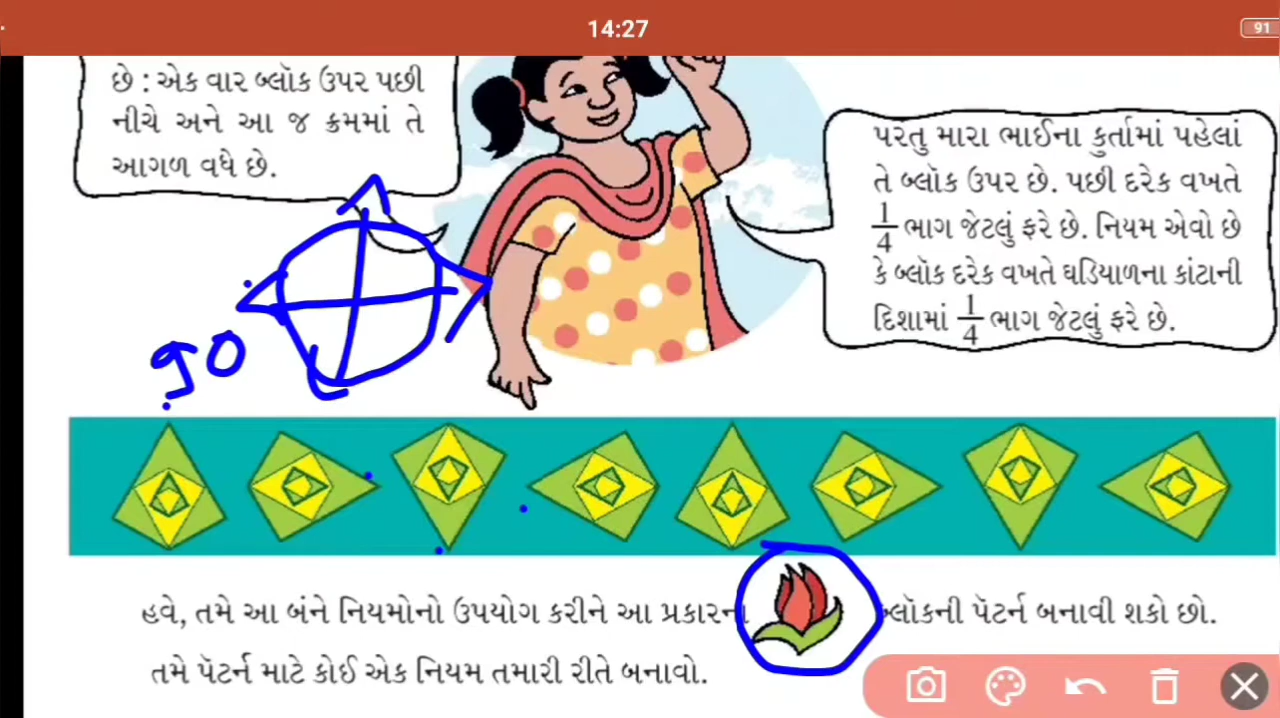 14:27
91
છે : એક વાર બ્લૉક ઉપર પછી
નીચે અને આ જ ક્રમમાં તે
આગળ વધે છે.
પરતુ મારા ભાઈના કુર્તામાં પહેલાં
તે બ્લૉક ઉપર છે. પછી દરેક વખતે
1/4 ભાગ જેટલું ફરે છે. નિયમ એવો છે
કે બ્લૉક દરેક વખતે ઘડિયાળના કાંટાની
દિશામાં 1/4 ભાગ જેટલું ફરે છે.
90
હવે, તમે આ બંને નિયમોનો ઉપયોગ કરીને આ પ્રકારના બ્લૉકની પૅટર્ન બનાવી શકો છો.
તમે પૅટર્ન માટે કોઈ એક નિયમ તમારી રીતે બનાવો.